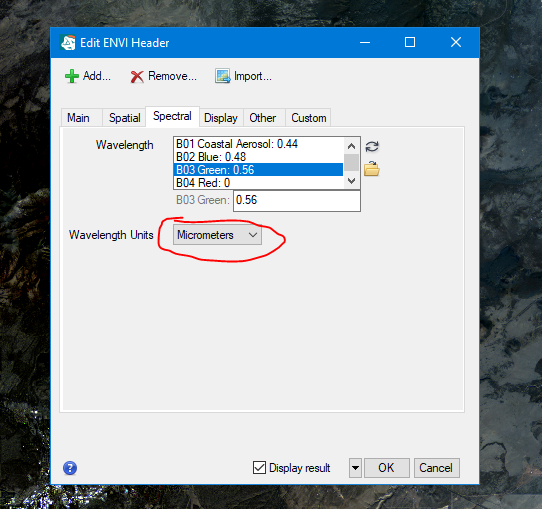 Edit ENVI Header
Add... Remove... Import...
Main Spatial Spectral Display Other Custom
Wavelength
B01 Coastal Aerosol: 0.44
B02 Blue: 0.48
B03 Green: 0.56
B04 Red: 0
B03 Green: 0.56
Wavelength Units Micrometers
? Display result OK Cancel